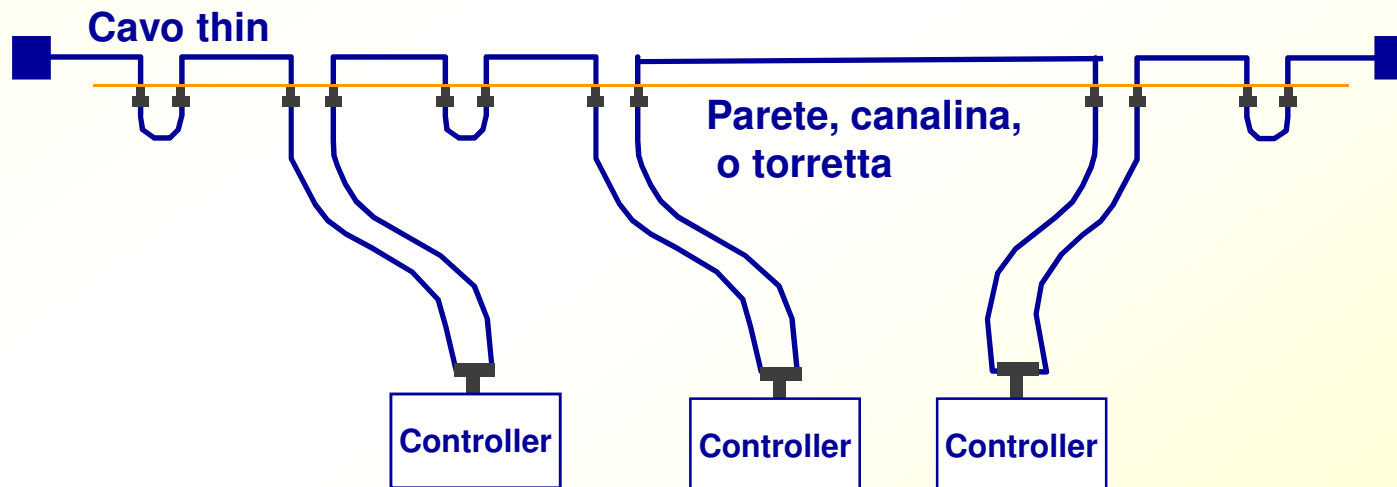 Cavo thin
Parete, canalina,
o torretta
Controller
Controller
Controller